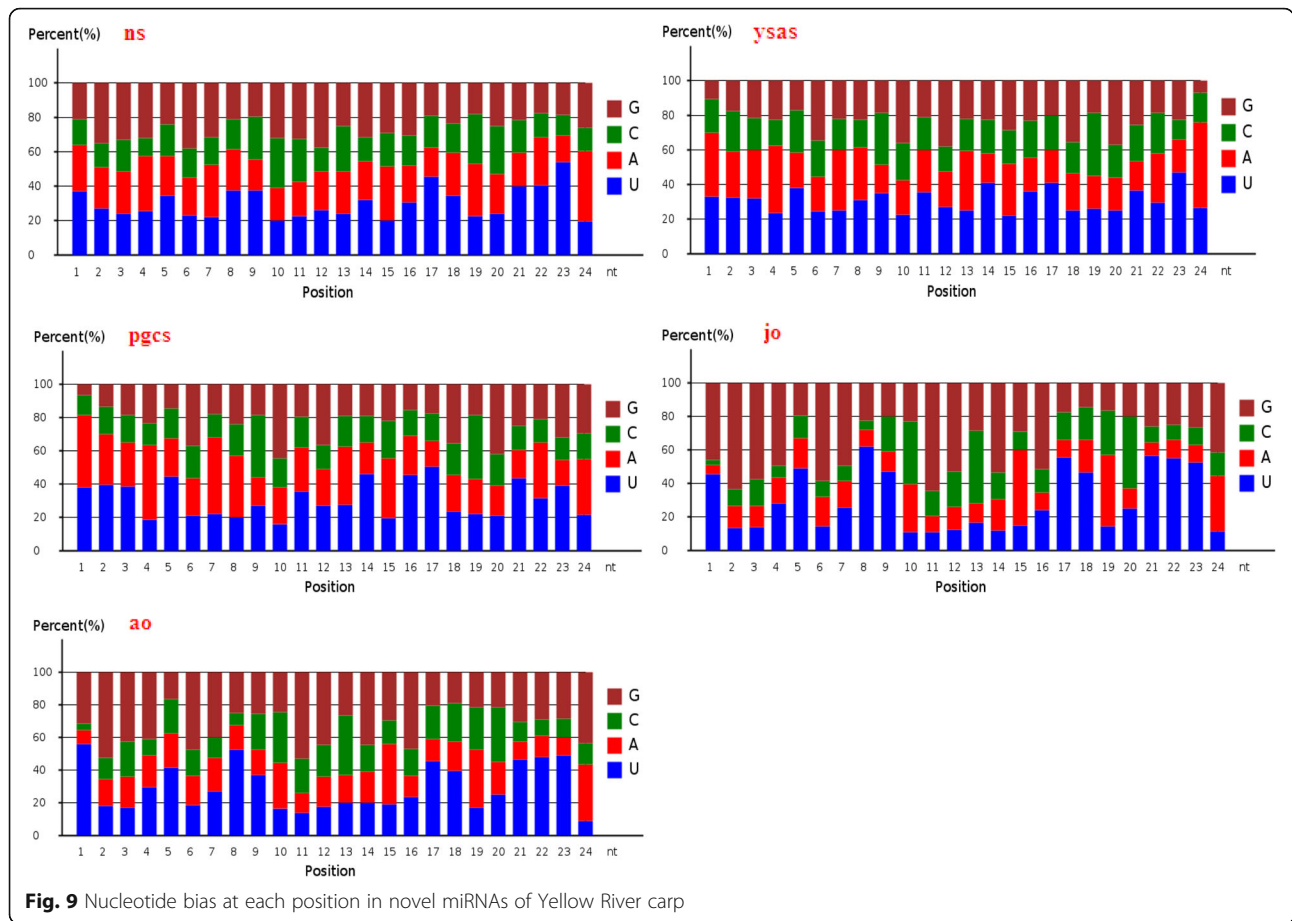 Percent(%) ns
100
80
60
40
20
0
G
C
A
U
1 2 3 4 5 6 7 8 9 10 11 12 13 14 15 16 17 18 19 20 21 22 23 24 nt
Position
Percent(%) ysas
100
80
60
40
20
0
G
C
A
U
1 2 3 4 5 6 7 8 9 10 11 12 13 14 15 16 17 18 19 20 21 22 23 24 nt
Position
Percent(%) pgcs
100
80
60
40
20
0
G
C
A
U
1 2 3 4 5 6 7 8 9 10 11 12 13 14 15 16 17 18 19 20 21 22 23 24 nt
Position
Percent(%) jo
100
80
60
40
20
0
G
C
A
U
1 2 3 4 5 6 7 8 9 10 11 12 13 14 15 16 17 18 19 20 21 22 23 24 nt
Position
Percent(%) ao
100
80
60
40
20
0
G
C
A
U
1 2 3 4 5 6 7 8 9 10 11 12 13 14 15 16 17 18 19 20 21 22 23 24 nt
Position
Fig. 9 Nucleotide bias at each position in novel miRNAs of Yellow River carp